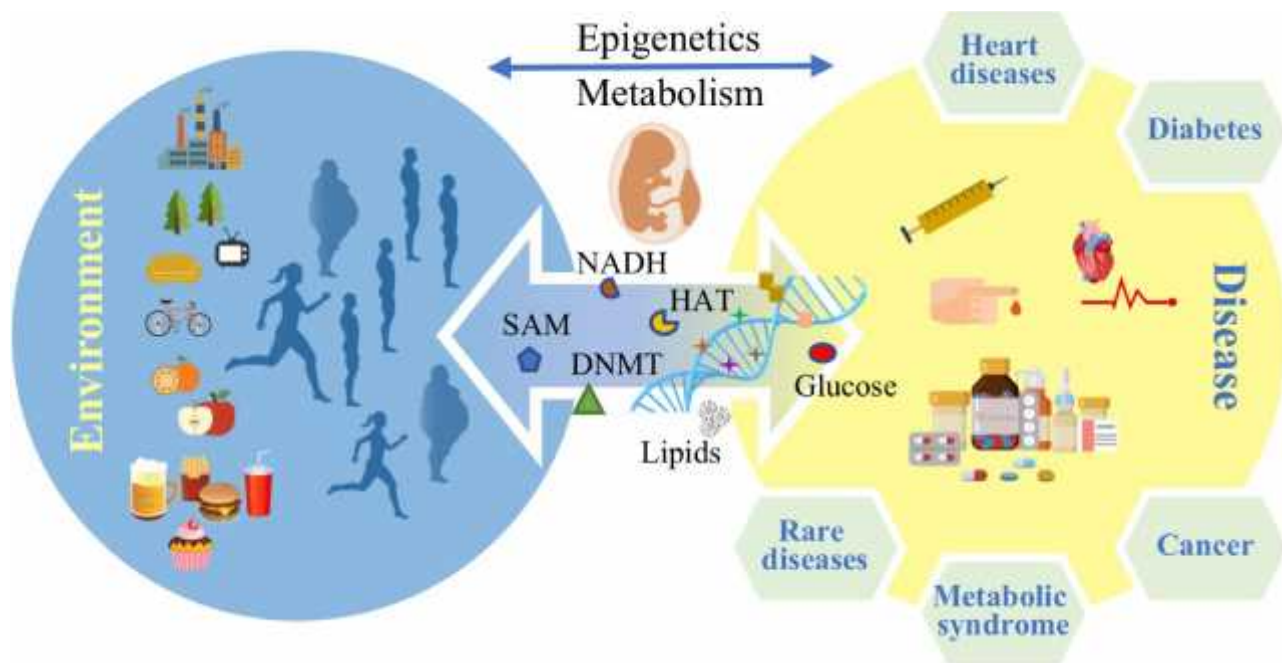 Epigenetics
Metabolism
Environment
NADH
HAT
SAM
DNMT
Glucose
Lipids
Heart
diseases
Diabetes
Disease
Rare
diseases
Metabolic
syndrome
Cancer